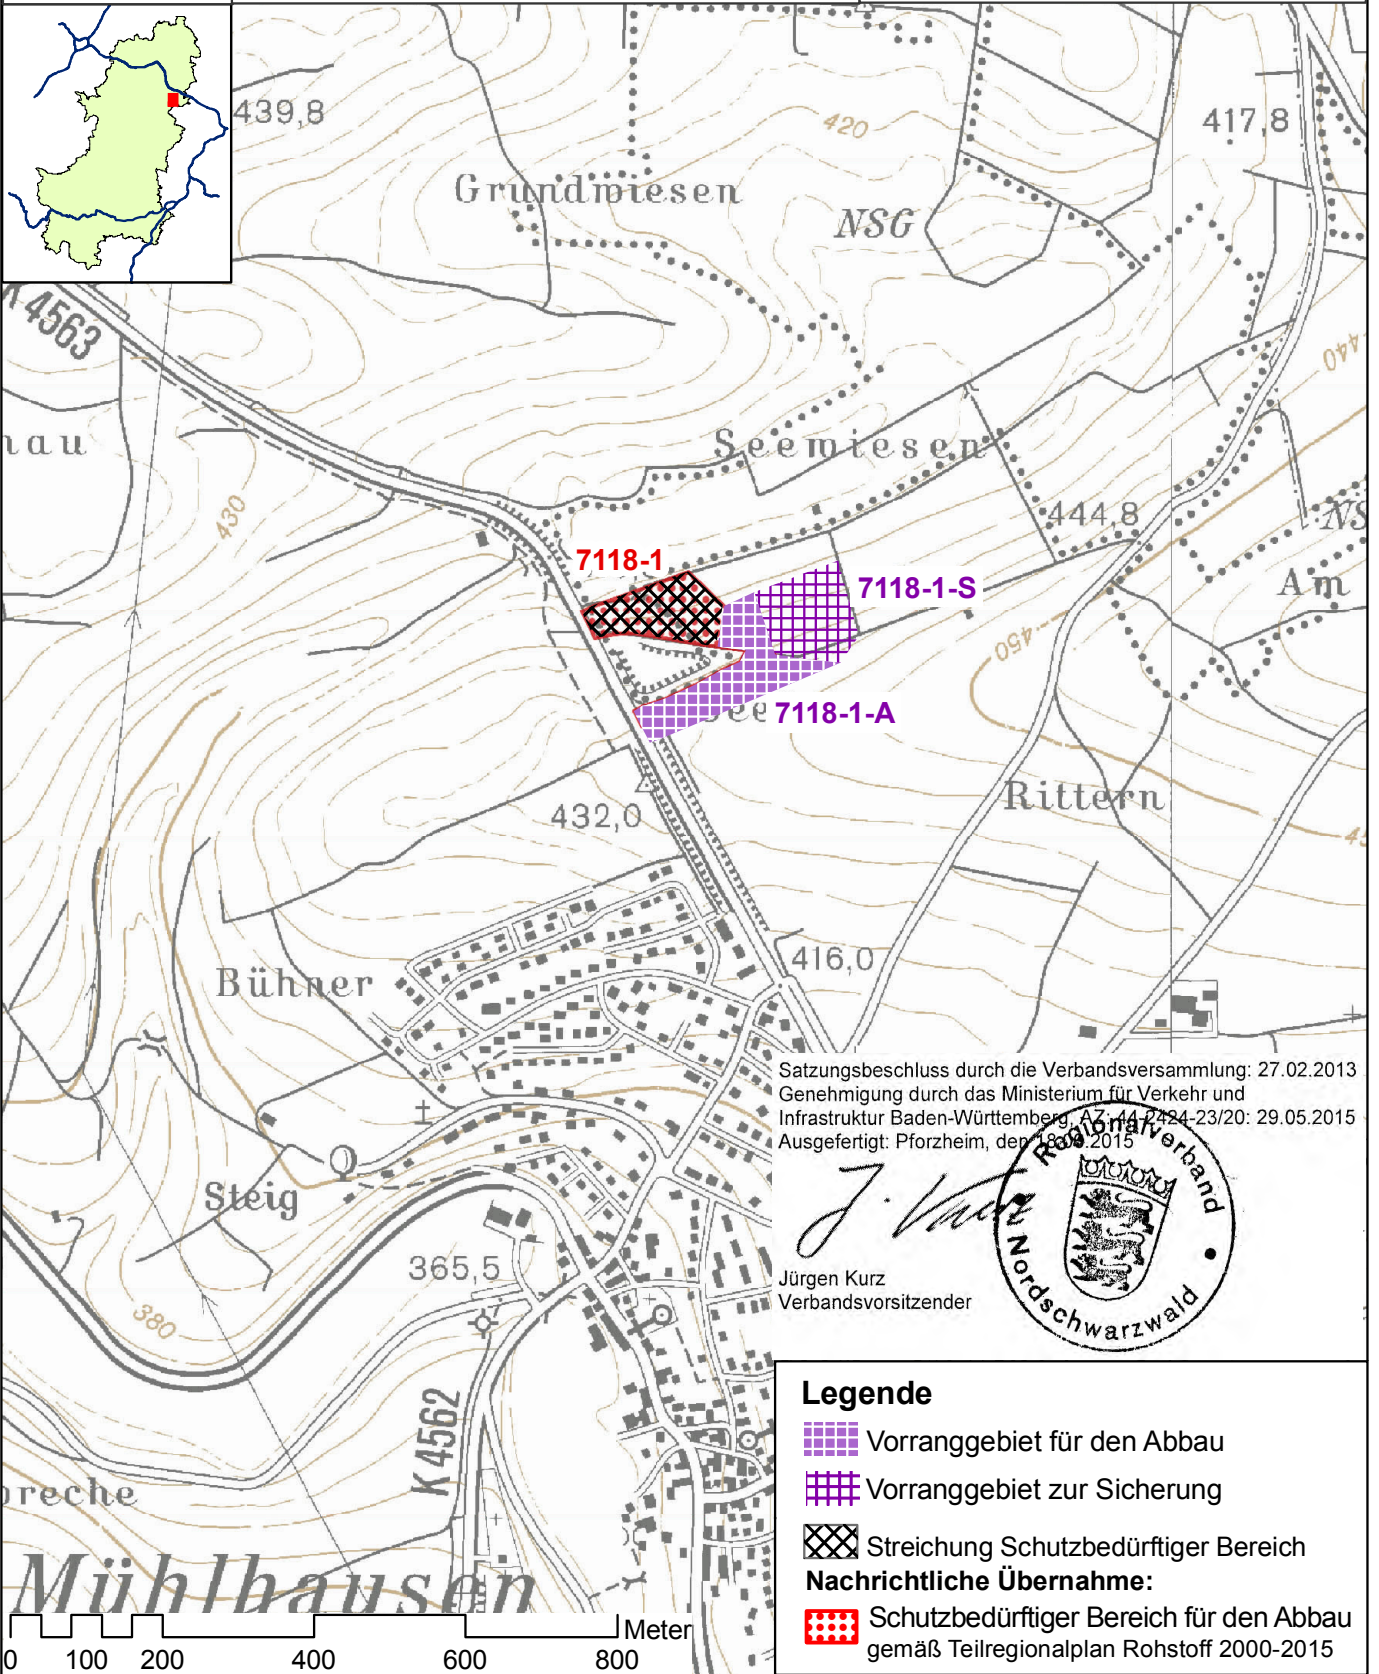 439,8
420
417,8
Grundwiesen
NSG
K 4563
440
Seewiesen
430
444,8
NS
7118-1
7118-1-S
Am
450
7118-1-A
See
Rittern
432,0
416,0
Bühner
Satzungsbeschluss durch die Verbandsversammlung: 27.02.2013
Genehmigung durch das Ministerium für Verkehr und
Infrastruktur Baden-Württemberg, AZ: 44-2424-23/20: 29.05.2015
Ausgefertigt: Pforzheim, den 2015
Regionalverband
Nordschwarzwald
Steig
365,5
Jürgen Kurz
Verbandsvorsitzender
380
K 4562
Legende
Vorranggebiet für den Abbau
Vorranggebiet zur Sicherung
Streichung Schutzbedürftiger Bereich
Nachrichtliche Übernahme:
Schutzbedürftiger Bereich für den Abbau
gemäß Teilregionalplan Rohstoff 2000-2015
Mühlhausen
Meter
0 100 200 400 600 800